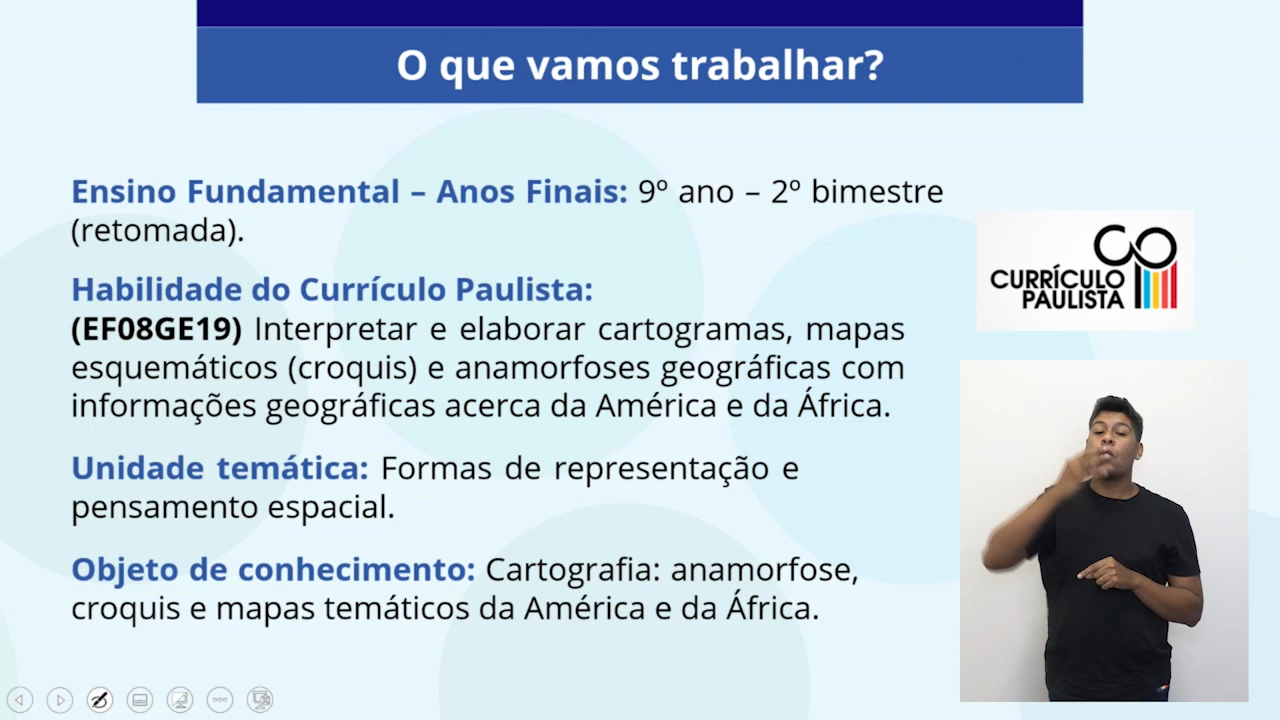 O que vamos trabalhar?
Ensino Fundamental – Anos Finais: 9º ano – 2º bimestre
(retomada).
Habilidade do Currículo Paulista:
(EF08GE19) Interpretar e elaborar cartogramas, mapas
esquemáticos (croquis) e anamorfoses geográficas com
informações geográficas acerca da América e da África.
Unidade temática: Formas de representação e
pensamento espacial.
Objeto de conhecimento: Cartografia: anamorfose,
croquis e mapas temáticos da América e da África.
CURRÍCULO
PAULISTA